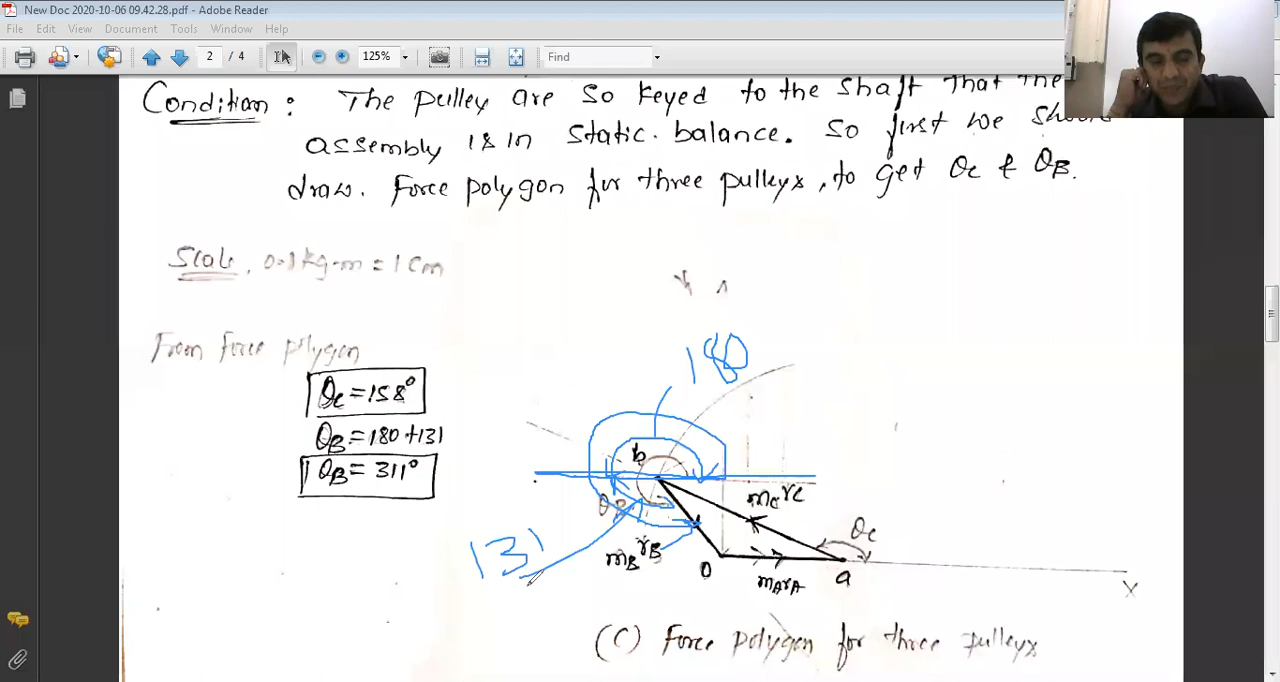 New Doc 2020-10-06 09.42.28.pdf - Adobe Reader
File Edit View Document Tools Window Help
2 / 4 125% Find
Condition : The pulley are so keyed to the shaft that the
assembly is in static balance. so first we should
draw. Force polygon for three pulleys, to get θc & θB.
Scale, 0.1 kg-m = 1 cm
From force polygon
θc = 158°
θB = 180 + 131
θB = 311°
180
b
mc rc
θB
θc
131
mB rB
O
mA rA
a
X
(C) Force polygon for three pulleys